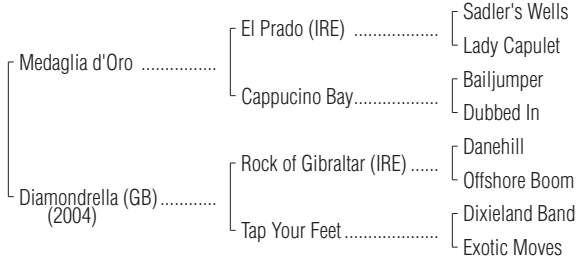 Sadler's Wells
El Prado (IRE) ..................
Lady Capulet
Medaglia d'Oro ................
Bailjumper
Cappucino Bay..................
Dubbed In
Danehill
Rock of Gibraltar (IRE) ......
Offshore Boom
Diamondrella (GB)............
(2004)
Dixieland Band
Tap Your Feet....................
Exotic Moves